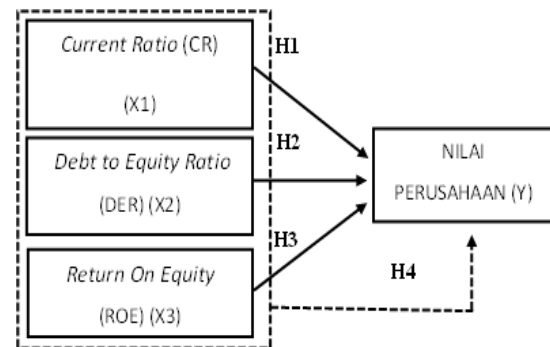 Current Ratio (CR)
(X1)
H1
Debt to Equity Ratio
(DER) (X2)
H2
Return On Equity
(ROE) (X3)
H3
NILAI
PERUSAHAAN (Y)
H4